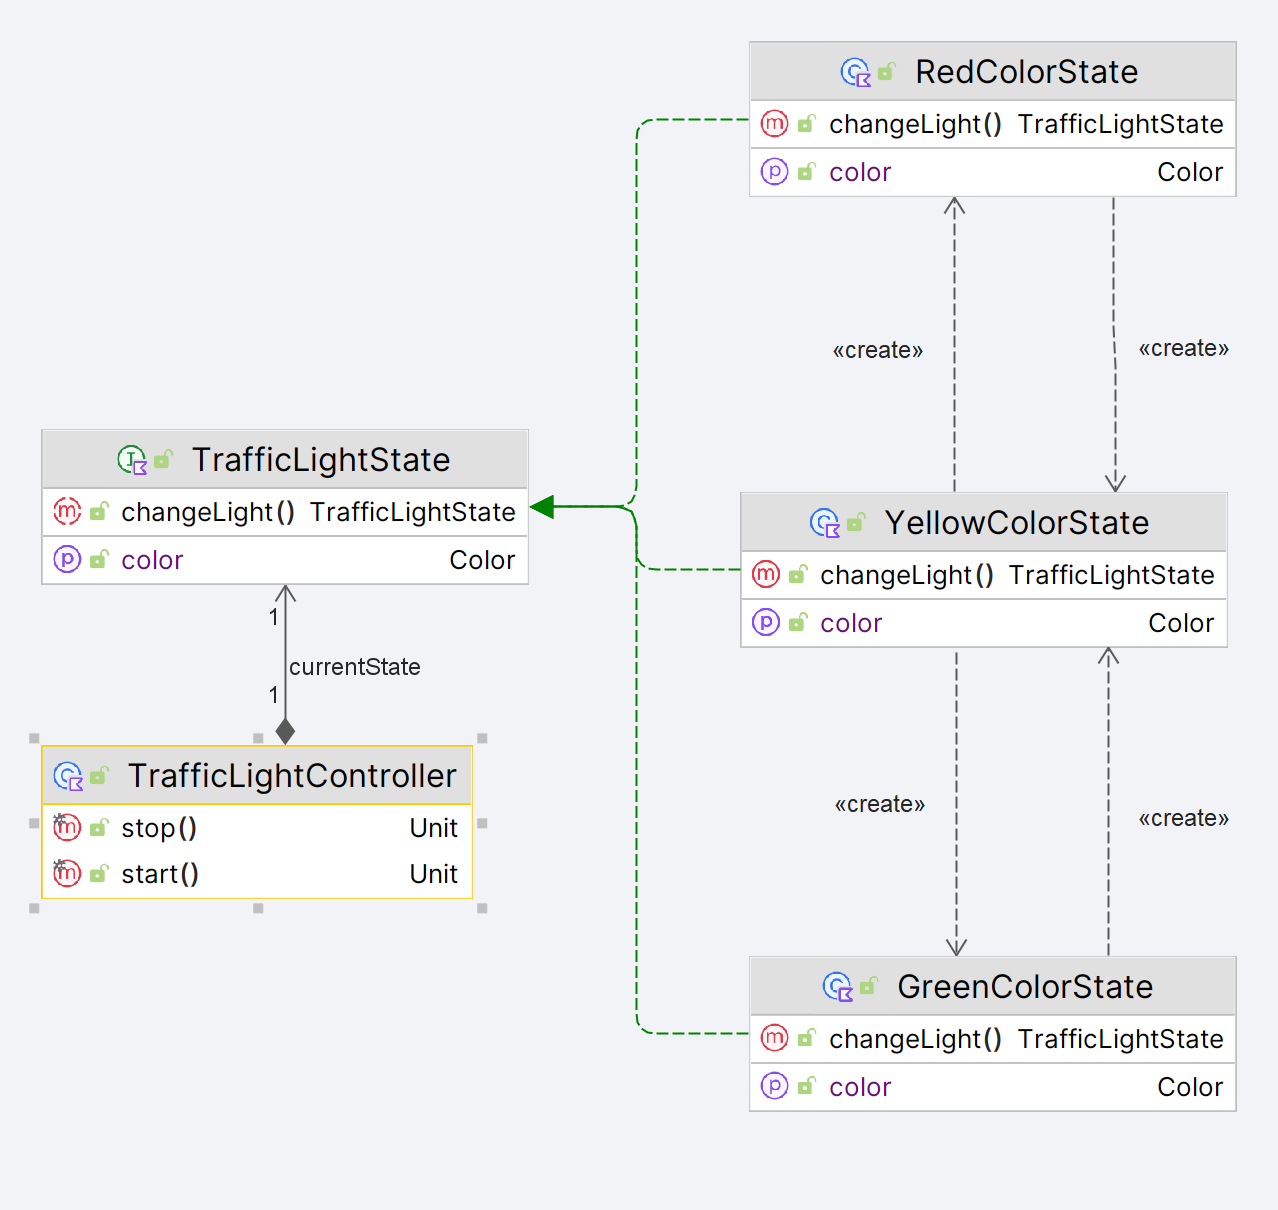 RedColorState
changeLight() TrafficLightState
color Color
«create» «create»
TrafficLightState
changeLight() TrafficLightState
color Color
YellowColorState
changeLight() TrafficLightState
color Color
1
currentState
1
TrafficLightController
stop() Unit
start() Unit
«create» «create»
GreenColorState
changeLight() TrafficLightState
color Color